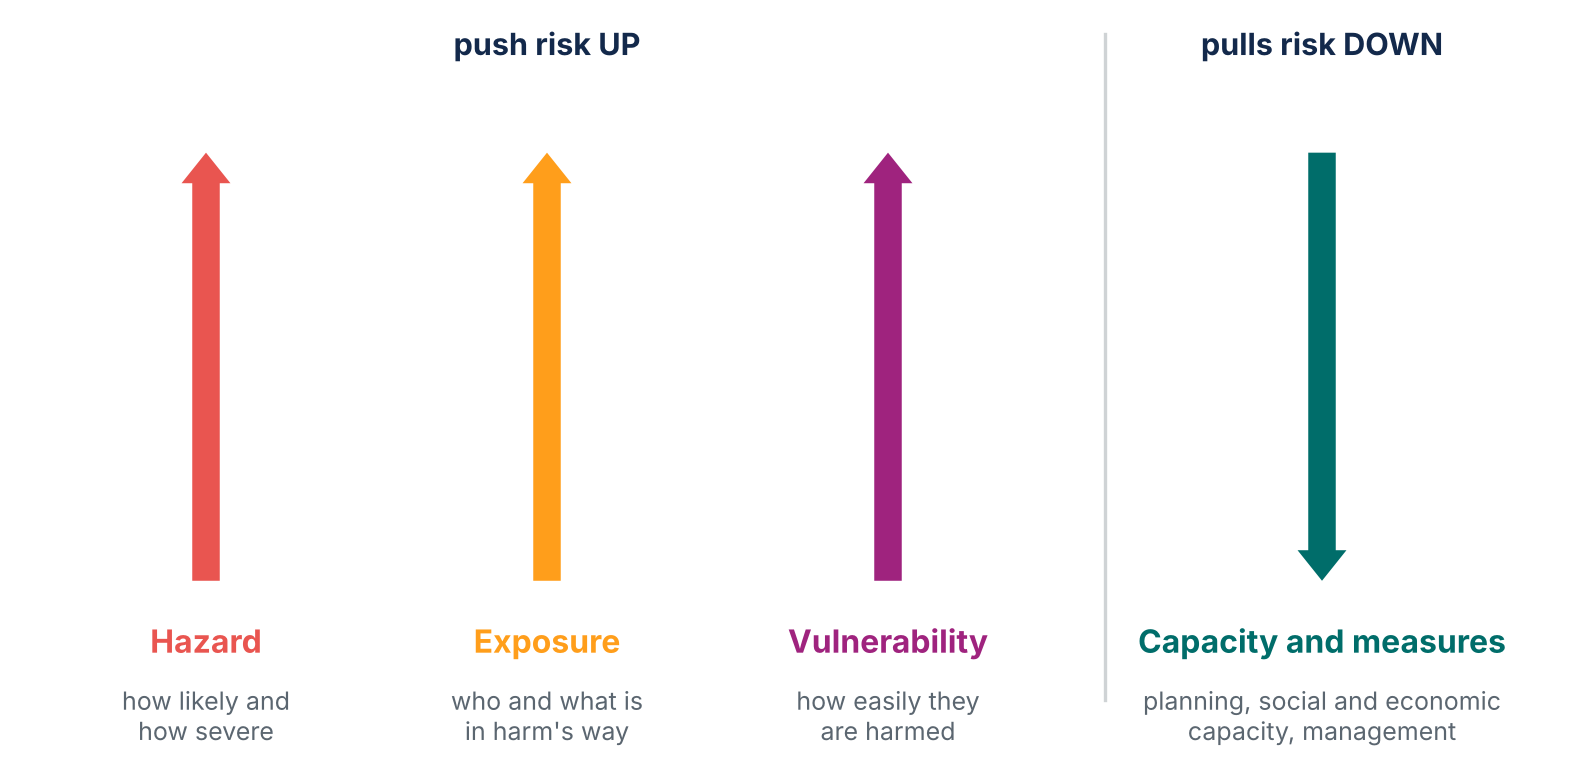 push risk UP
pulls risk DOWN
Hazard
how likely and
how severe
Exposure
who and what is
in harm's way
Vulnerability
how easily they
are harmed
Capacity and measures
planning, social and economic
capacity, management